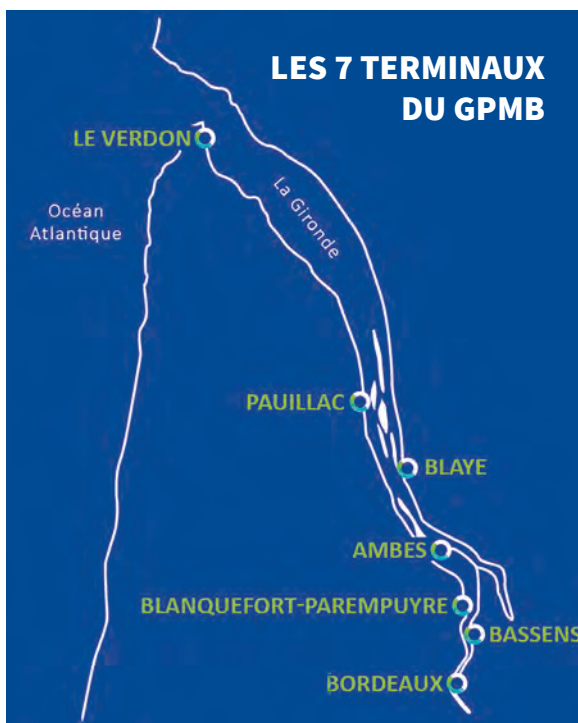 LES 7 TERMINAUX
DU GPMB
LE VERDON
La Gironde
Océan
Atlantique
PAUILLAC
BLAYE
AMBES
BLANQUEFORT-PAREMPUYRE
BASSENS
BORDEAUX